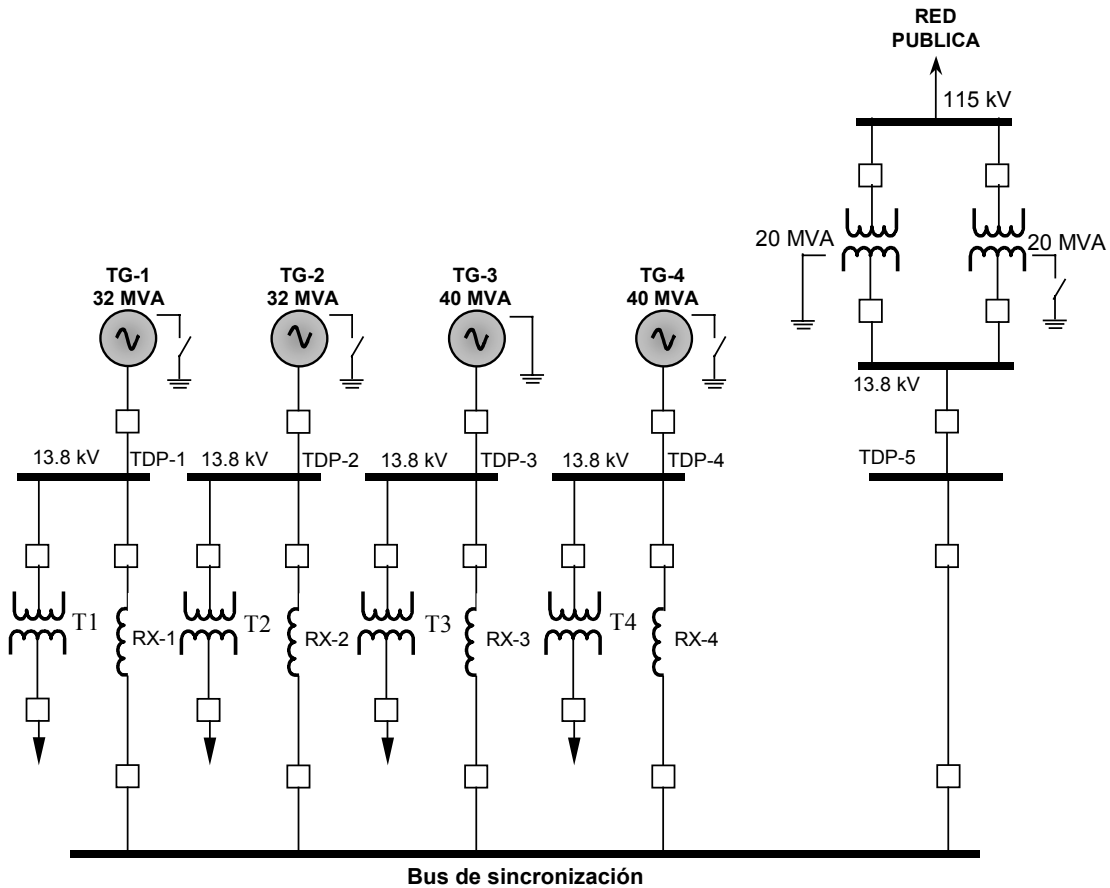 RED
PUBLICA
115 kV
20 MVA
20 MVA
TG-1
32 MVA
TG-2
32 MVA
TG-3
40 MVA
TG-4
40 MVA
13.8 kV
13.8 kV
TDP-1
13.8 kV
TDP-2
13.8 kV
TDP-3
13.8 kV
TDP-4
TDP-5
T1
RX-1
T2
RX-2
T3
RX-3
T4
RX-4
Bus de sincronización